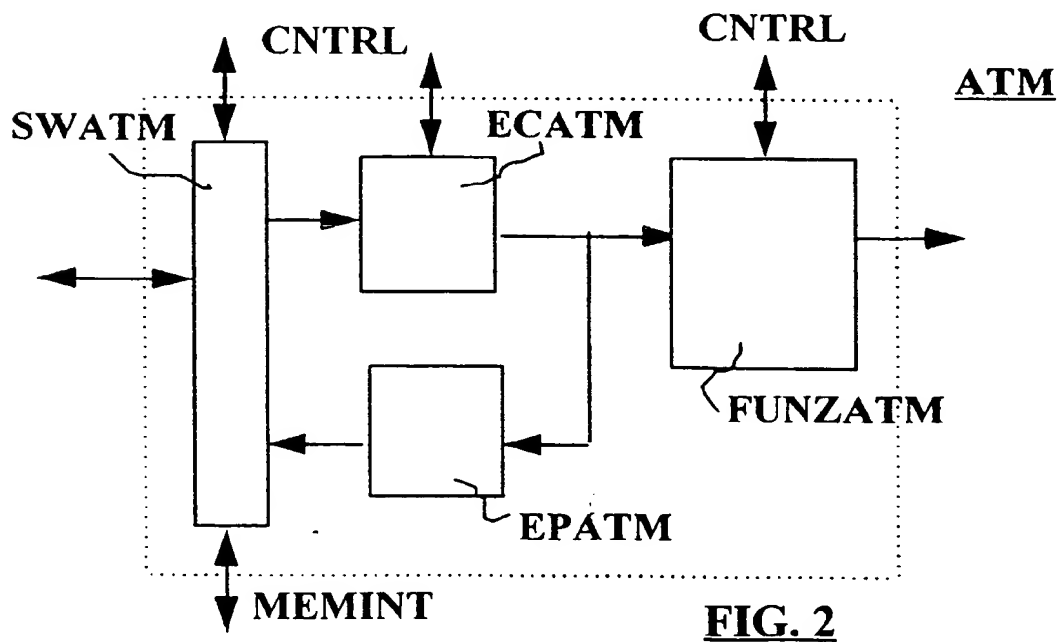 CNTRL
CNTRL
ATM
SWATM
ECATM
FUNZATM
EPATM
MEMINT
FIG. 2